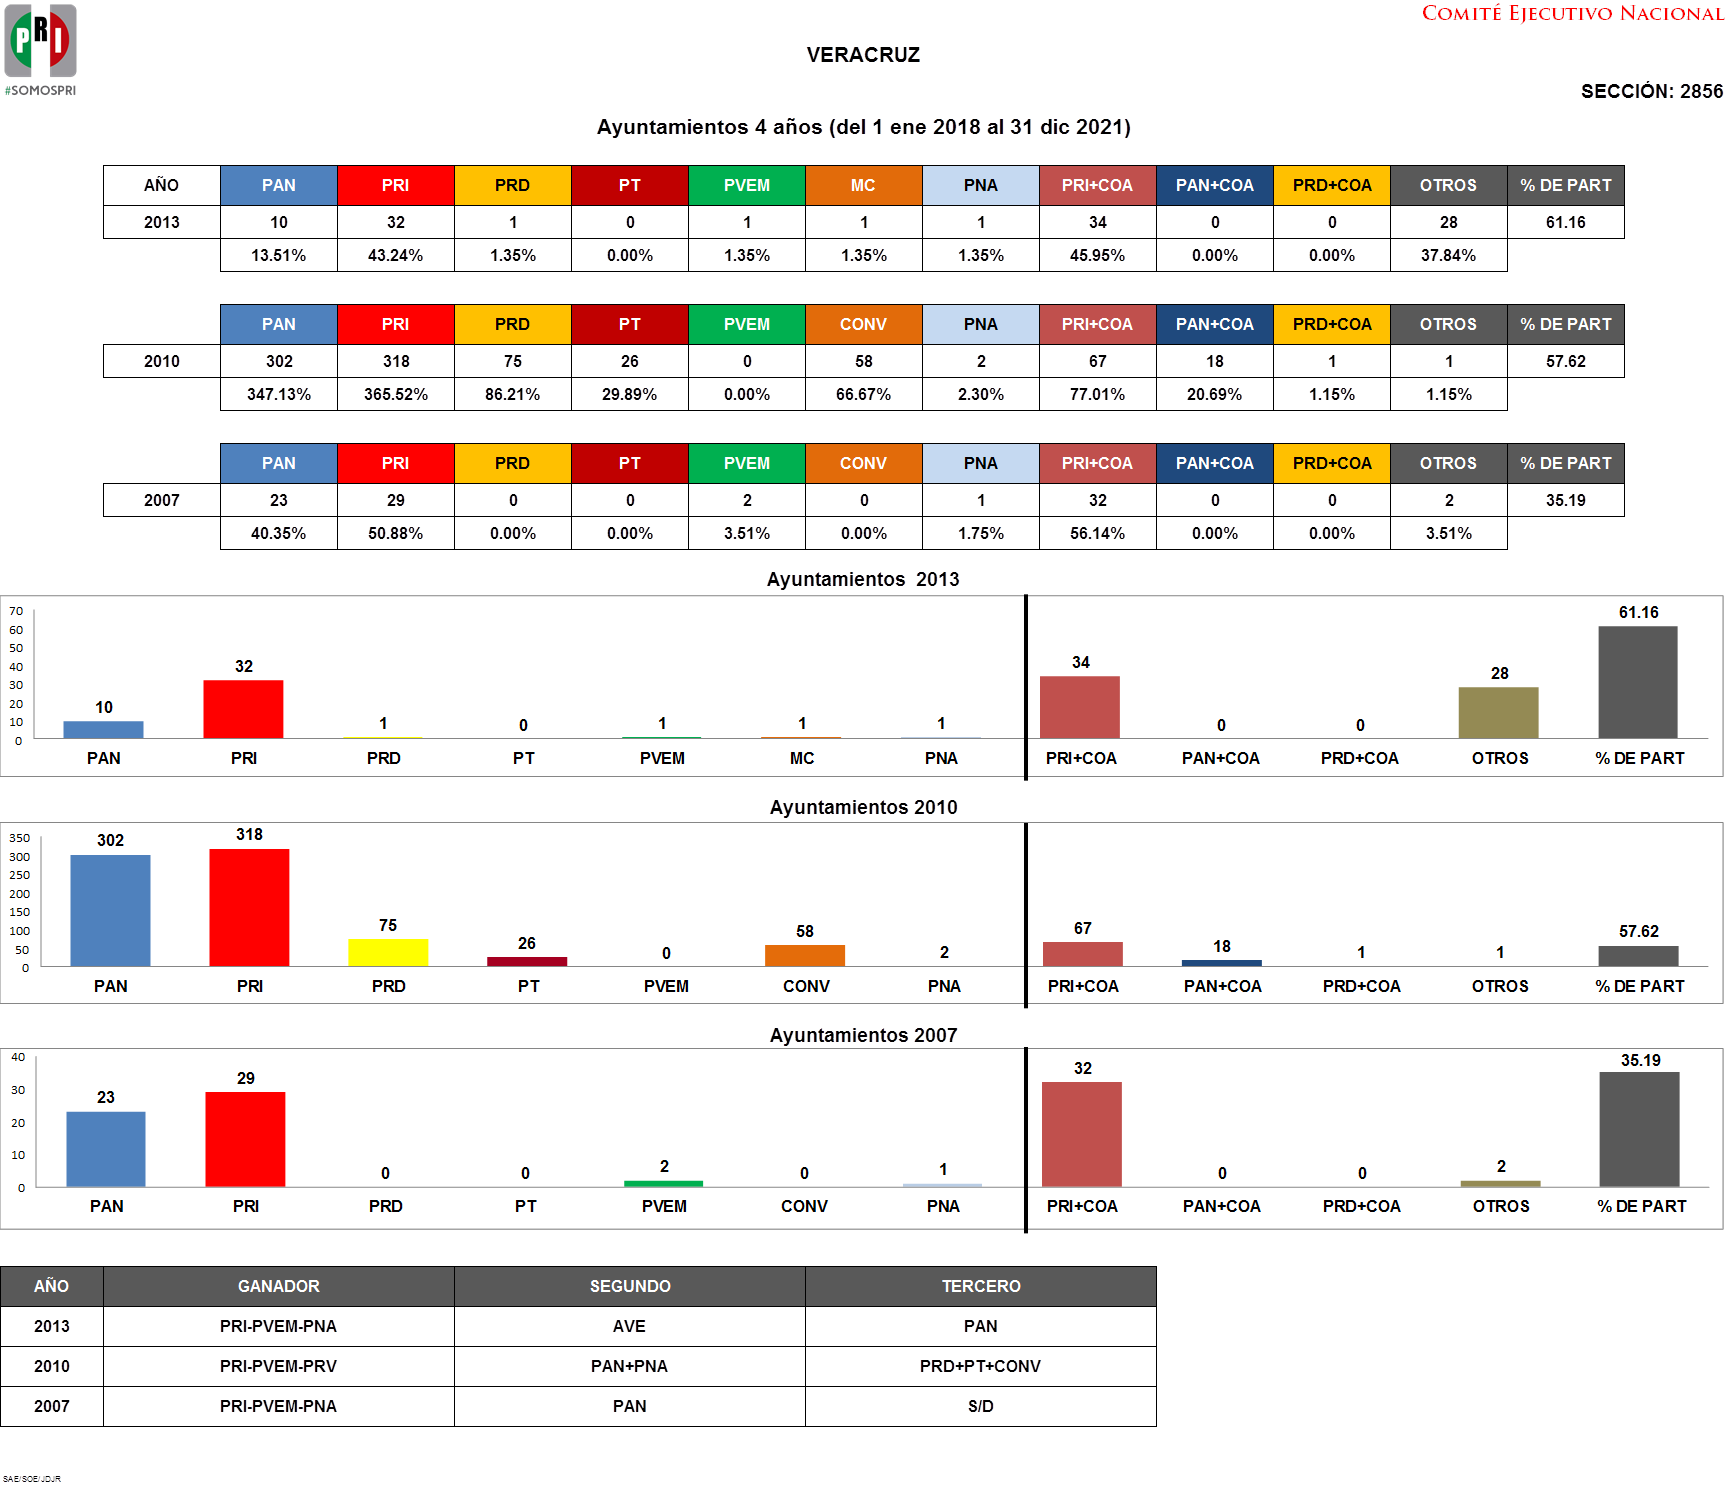 PRI
#SOMOSPRI
COMITÉ EJECUTIVO NACIONAL
VERACRUZ
SECCIÓN: 2856
Ayuntamientos 4 años (del 1 ene 2018 al 31 dic 2021)
AÑO PAN PRI PRD PT PVEM MC PNA PRI+COA PAN+COA PRD+COA OTROS % DE PART
2013 10 32 1 0 1 1 1 34 0 0 28 61.16
13.51% 43.24% 1.35% 0.00% 1.35% 1.35% 1.35% 45.95% 0.00% 0.00% 37.84%
PAN PRI PRD PT PVEM CONV PNA PRI+COA PAN+COA PRD+COA OTROS % DE PART
2010 302 318 75 26 0 58 2 67 18 1 1 57.62
347.13% 365.52% 86.21% 29.89% 0.00% 66.67% 2.30% 77.01% 20.69% 1.15% 1.15%
PAN PRI PRD PT PVEM CONV PNA PRI+COA PAN+COA PRD+COA OTROS % DE PART
2007 23 29 0 0 2 0 1 32 0 0 2 35.19
40.35% 50.88% 0.00% 0.00% 3.51% 0.00% 1.75% 56.14% 0.00% 0.00% 3.51%
Ayuntamientos 2013
70
60
50
40
30
20
10
0
10 32 1 0 1 1 1 34 0 0 28 61.16
PAN PRI PRD PT PVEM MC PNA PRI+COA PAN+COA PRD+COA OTROS % DE PART
Ayuntamientos 2010
350
300
250
200
150
100
50
0
302 318 75 26 0 58 2 67 18 1 1 57.62
PAN PRI PRD PT PVEM CONV PNA PRI+COA PAN+COA PRD+COA OTROS % DE PART
Ayuntamientos 2007
40
30
20
10
0
23 29 0 0 2 0 1 32 0 0 2 35.19
PAN PRI PRD PT PVEM CONV PNA PRI+COA PAN+COA PRD+COA OTROS % DE PART
AÑO GANADOR SEGUNDO TERCERO
2013 PRI-PVEM-PNA AVE PAN
2010 PRI-PVEM-PRV PAN+PNA PRD+PT+CONV
2007 PRI-PVEM-PNA PAN S/D
SAE/SOE/JDJR